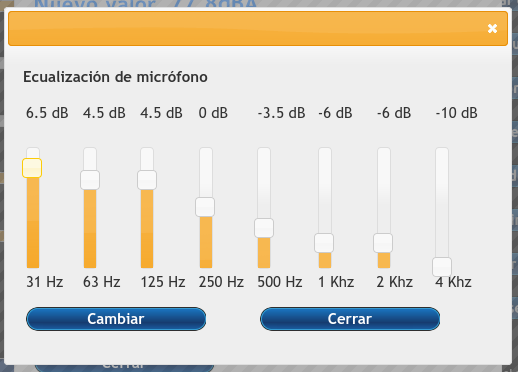 Nuevo valor 77.8dBA
Ecualización de micrófono
6.5 dB 4.5 dB 4.5 dB 0 dB -3.5 dB -6 dB -6 dB -10 dB
31 Hz 63 Hz 125 Hz 250 Hz 500 Hz 1 Khz 2 Khz 4 Khz
Cambiar Cerrar
Cerrar